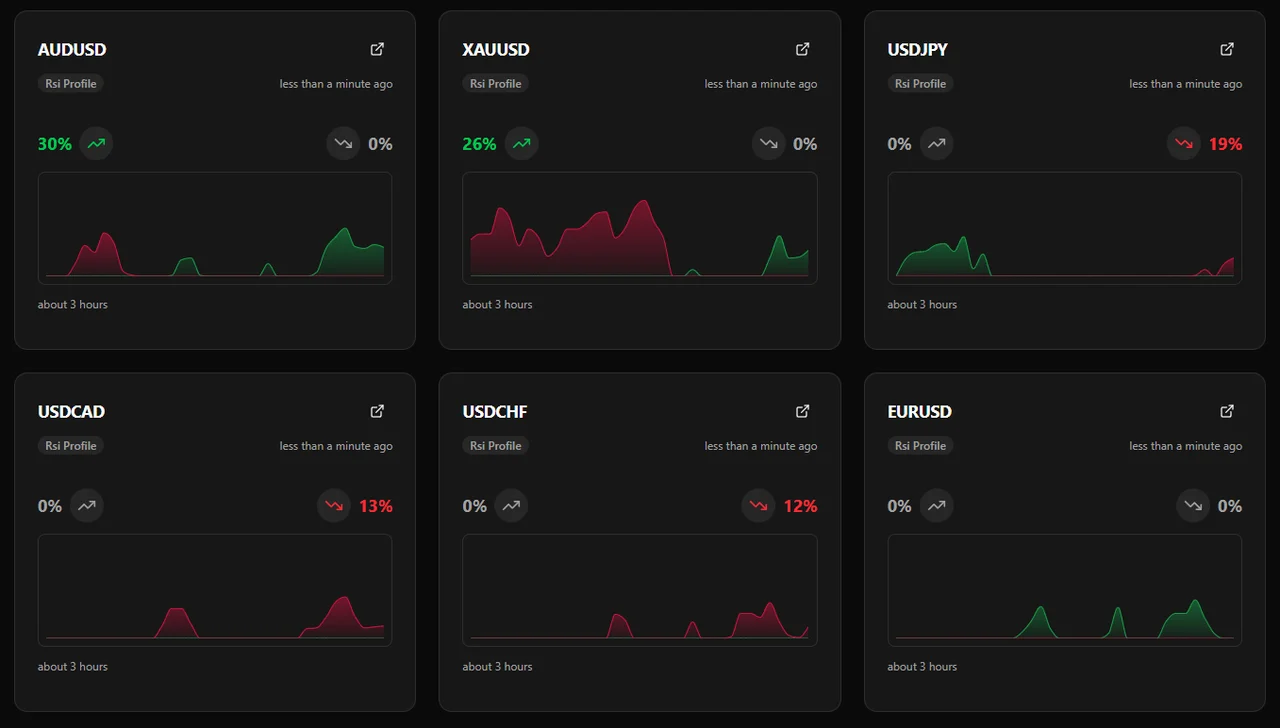 AUDUSD
Rsi Profile less than a minute ago
30% 0%
about 3 hours
XAUUSD
Rsi Profile less than a minute ago
26% 0%
about 3 hours
USDJPY
Rsi Profile less than a minute ago
0% 19%
about 3 hours
USDCAD
Rsi Profile less than a minute ago
0% 13%
about 3 hours
USDCHF
Rsi Profile less than a minute ago
0% 12%
about 3 hours
EURUSD
Rsi Profile less than a minute ago
0% 0%
about 3 hours